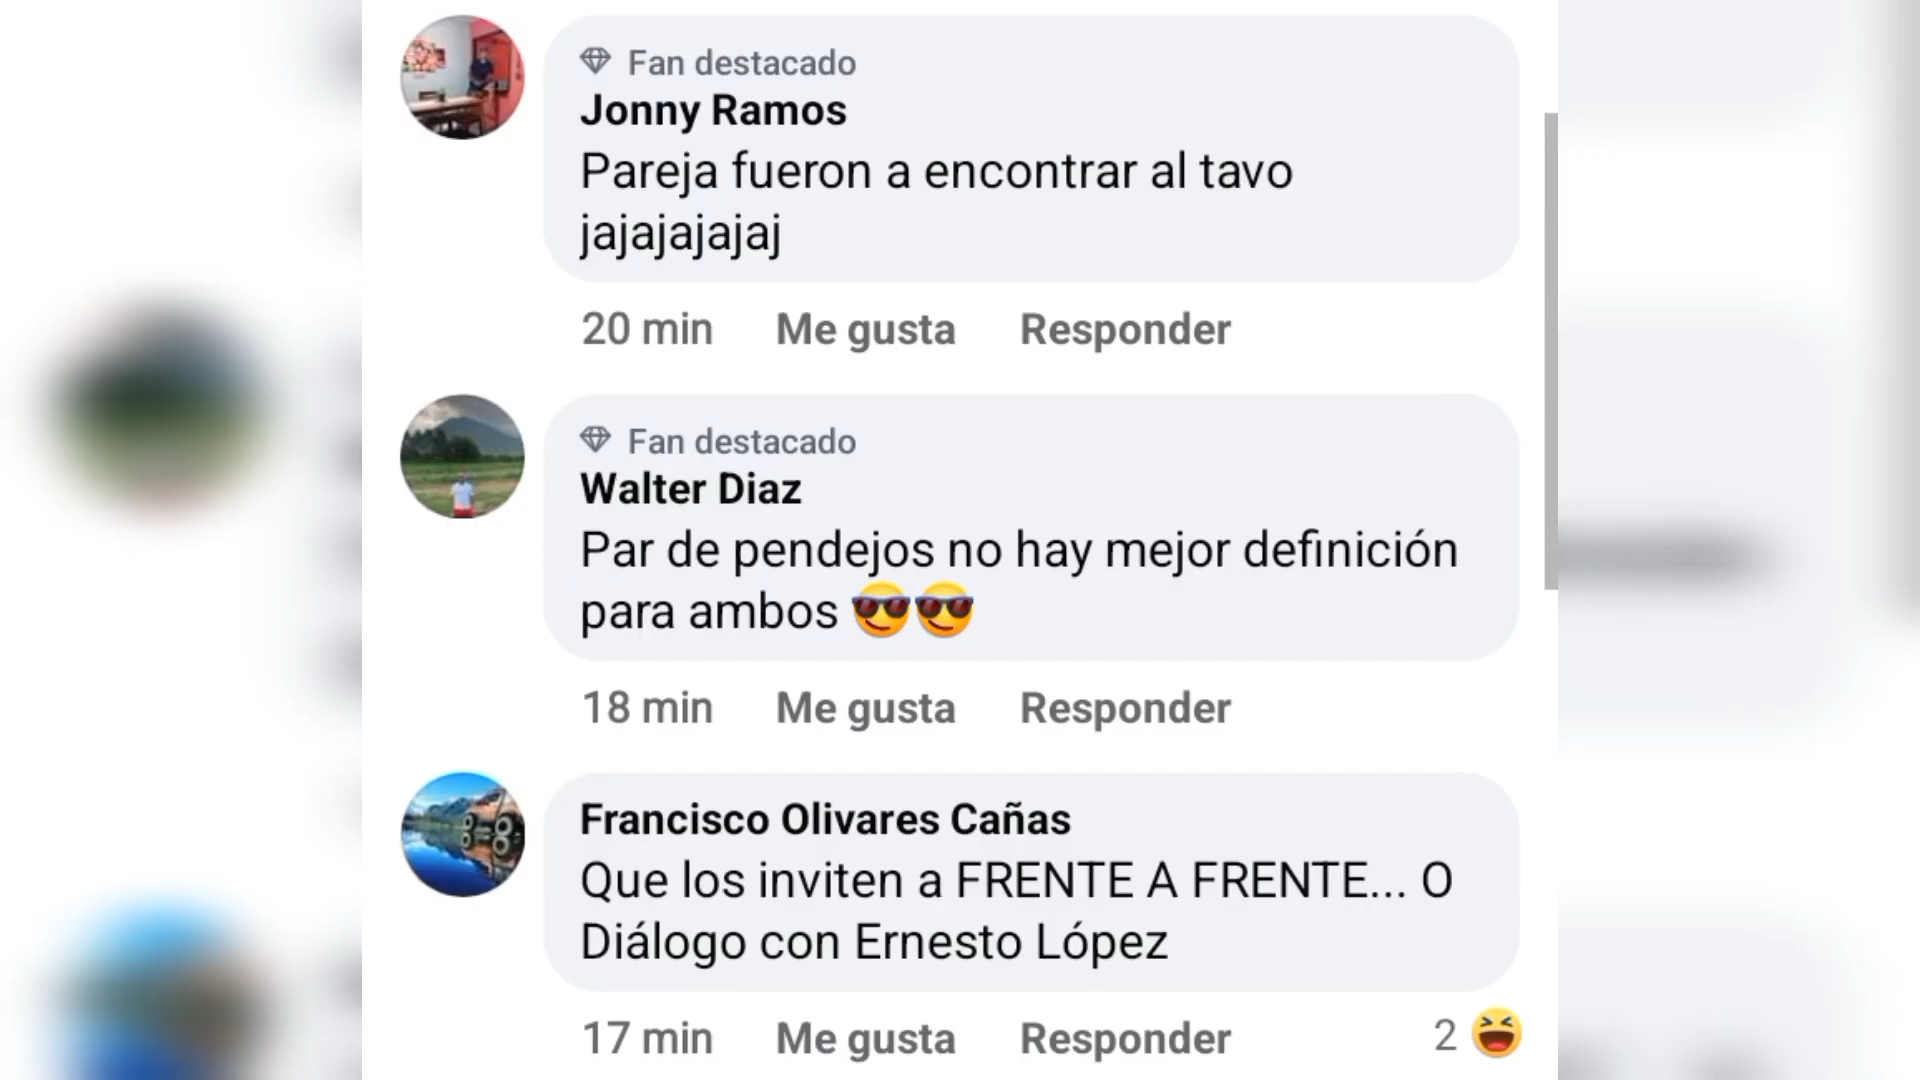 Fan destacado
Jonny Ramos
Pareja fueron a encontrar al tavo
jajajajajaj
20 min Me gusta Responder
Fan destacado
Walter Diaz
Par de pendejos no hay mejor definición
para ambos 😎😎
18 min Me gusta Responder
Francisco Olivares Cañas
Que los inviten a FRENTE A FRENTE... O
Diálogo con Ernesto López
17 min Me gusta Responder 2 😆